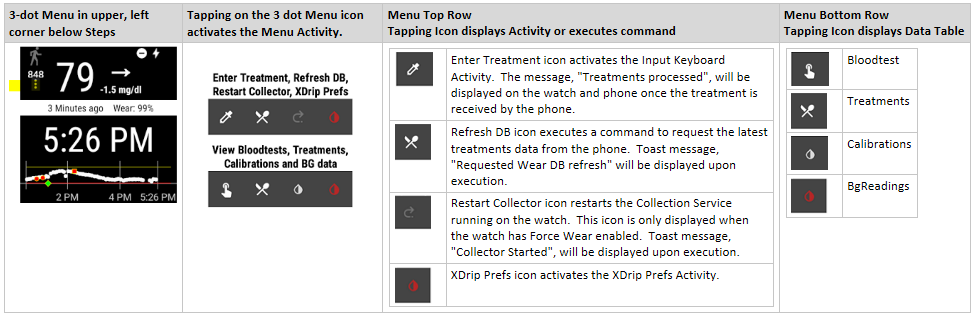 3-dot Menu in upper, left
corner below Steps
Tapping on the 3 dot Menu icon
activates the Menu Activity.
Menu Top Row
Tapping Icon displays Activity or executes command
Menu Bottom Row
Tapping Icon displays Data Table
848
79
-1.5 mg/dl
3 Minutes ago Wear: 99%
5:26 PM
2 PM 4 PM 5:26 PM
Enter Treatment, Refresh DB,
Restart Collector, XDrip Prefs
View Bloodtests, Treatments,
Calibrations and BG data
Enter Treatment icon activates the Input Keyboard
Activity. The message, "Treatments processed", will be
displayed on the watch and phone once the treatment is
received by the phone.
Refresh DB icon executes a command to request the latest
treatments data from the phone. Toast message,
"Requested Wear DB refresh" will be displayed upon
execution.
Restart Collector icon restarts the Collection Service
running on the watch. This icon is only displayed when
the watch has Force Wear enabled. Toast message,
"Collector Started", will be displayed upon execution.
XDrip Prefs icon activates the XDrip Prefs Activity.
Bloodtest
Treatments
Calibrations
BgReadings